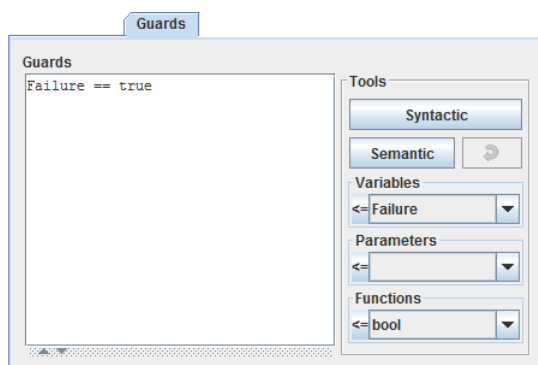 Guards
Guards
Failure == true
Tools
Syntactic
Semantic
Variables
<= Failure
Parameters
<=
Functions
<= bool